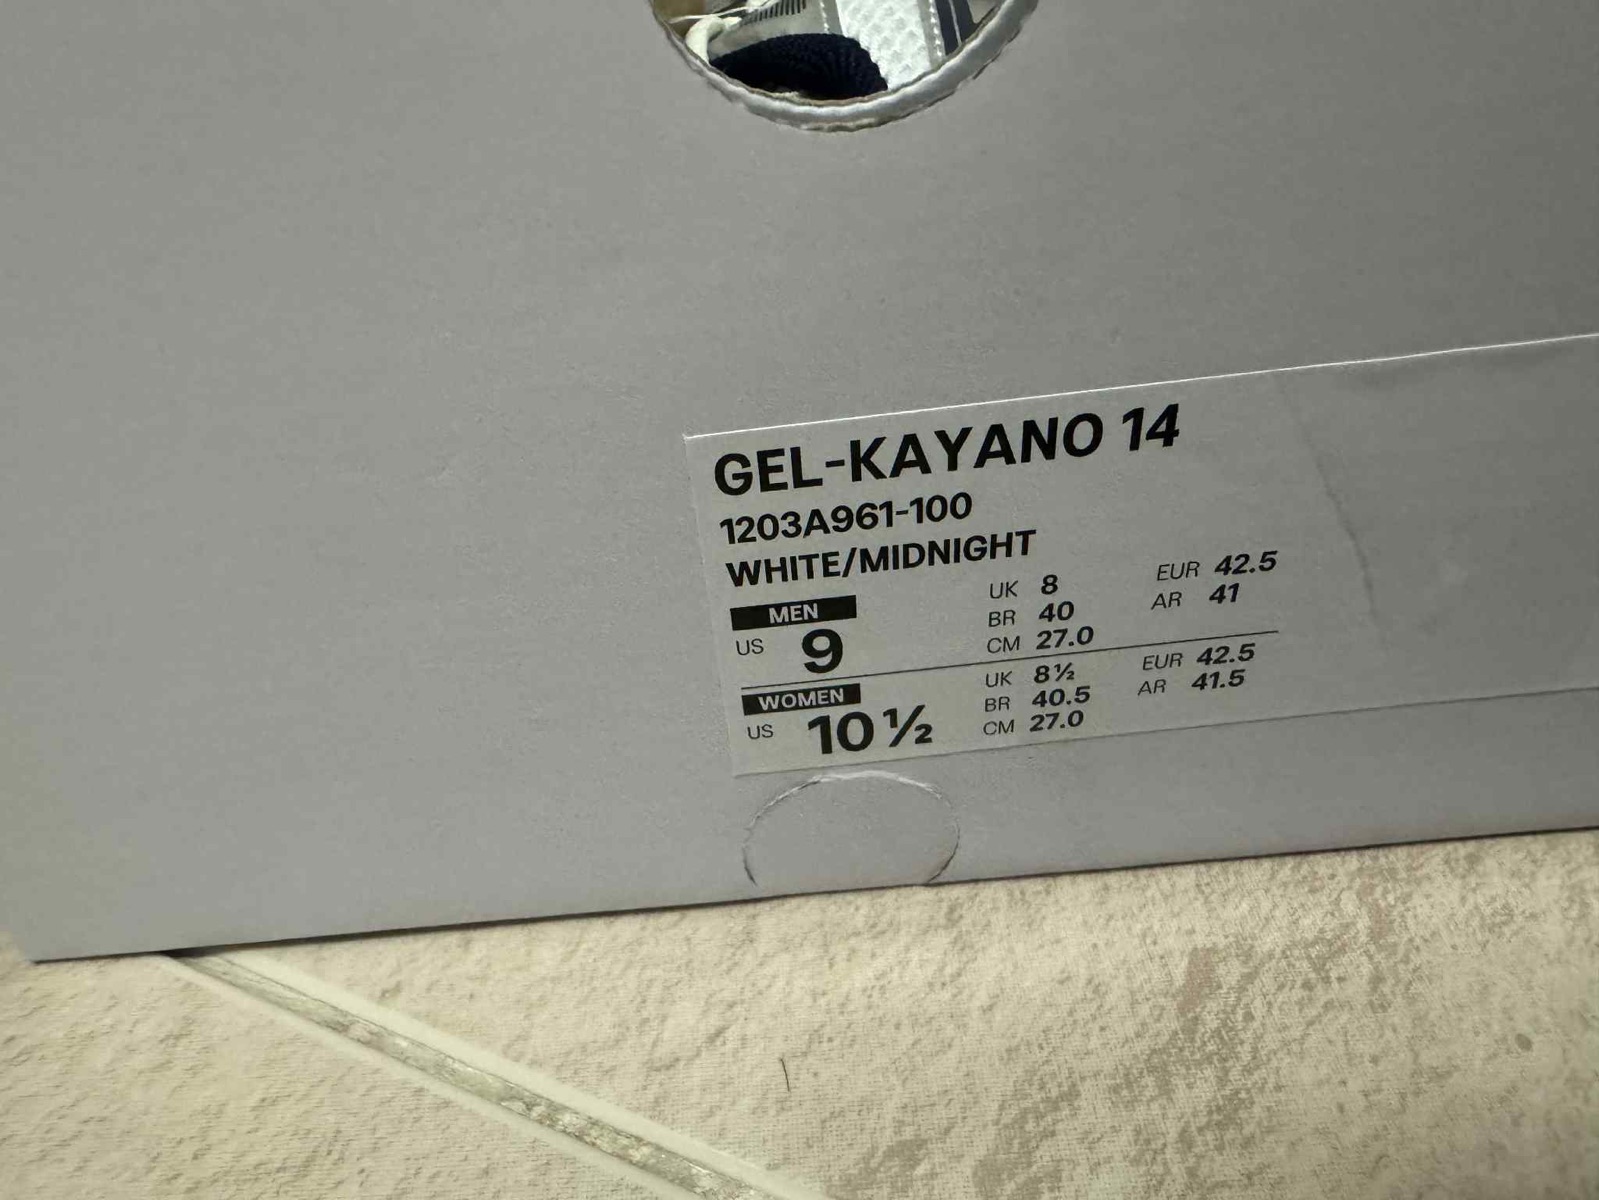 GEL-KAYANO 14
1203A961-100
WHITE/MIDNIGHT
MEN
US 9
UK 8 EUR 42.5
BR 40 AR 41
CM 27.0
WOMEN
US 10 ½
UK 8½ EUR 42.5
BR 40.5 AR 41.5
CM 27.0